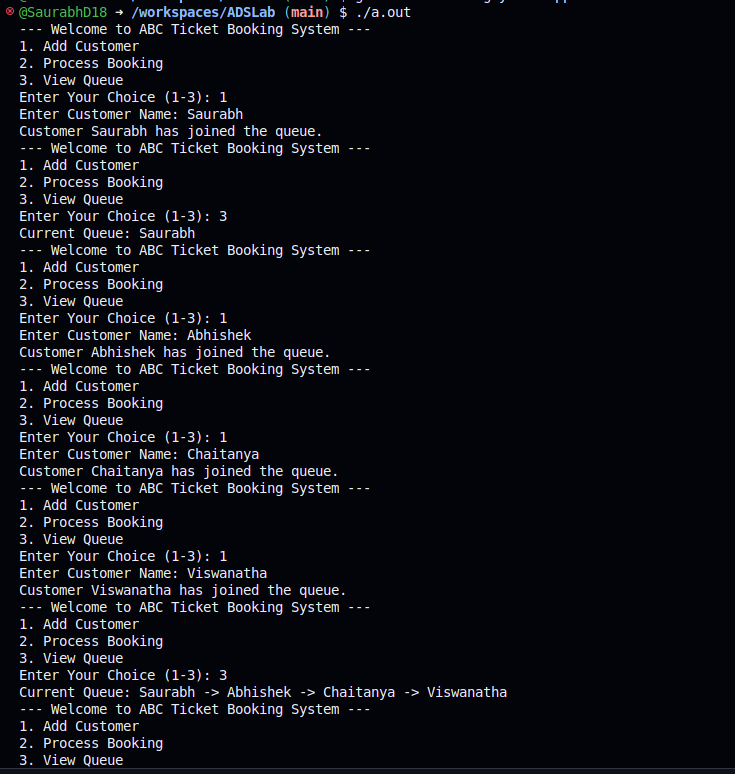 @SaurabhD18 ➜ /workspaces/ADSLab (main) $ ./a.out
--- Welcome to ABC Ticket Booking System ---
1. Add Customer
2. Process Booking
3. View Queue
Enter Your Choice (1-3): 1
Enter Customer Name: Saurabh
Customer Saurabh has joined the queue.
--- Welcome to ABC Ticket Booking System ---
1. Add Customer
2. Process Booking
3. View Queue
Enter Your Choice (1-3): 3
Current Queue: Saurabh
--- Welcome to ABC Ticket Booking System ---
1. Add Customer
2. Process Booking
3. View Queue
Enter Your Choice (1-3): 1
Enter Customer Name: Abhishek
Customer Abhishek has joined the queue.
--- Welcome to ABC Ticket Booking System ---
1. Add Customer
2. Process Booking
3. View Queue
Enter Your Choice (1-3): 1
Enter Customer Name: Chaitanya
Customer Chaitanya has joined the queue.
--- Welcome to ABC Ticket Booking System ---
1. Add Customer
2. Process Booking
3. View Queue
Enter Your Choice (1-3): 1
Enter Customer Name: Viswanatha
Customer Viswanatha has joined the queue.
--- Welcome to ABC Ticket Booking System ---
1. Add Customer
2. Process Booking
3. View Queue
Enter Your Choice (1-3): 3
Current Queue: Saurabh -> Abhishek -> Chaitanya -> Viswanatha
--- Welcome to ABC Ticket Booking System ---
1. Add Customer
2. Process Booking
3. View Queue